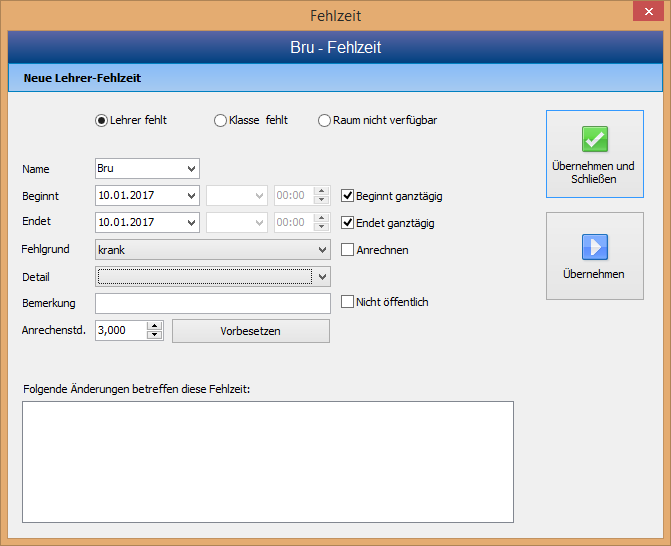 Fehlzeit
Bru - Fehlzeit
Neue Lehrer-Fehlzeit
Lehrer fehlt Klasse fehlt Raum nicht verfügbar
Name Bru
Beginnt 10.01.2017 00:00 Beginnt ganztägig
Endet 10.01.2017 00:00 Endet ganztägig
Fehlgrund krank Anrechnen
Detail
Bemerkung Nicht öffentlich
Anrechenstd. 3,000 Vorbesetzen
Übernehmen und
Schließen
Übernehmen
Folgende Änderungen betreffen diese Fehlzeit: